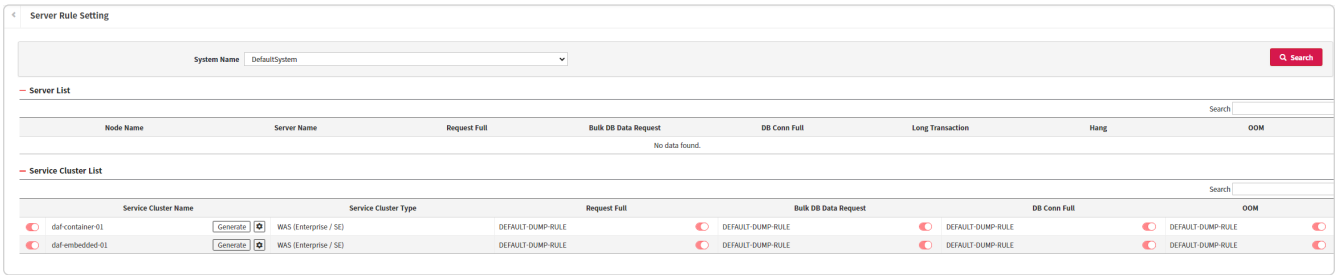 Server Rule Setting
System Name DefaultSystem Search
Server List
Search
Node Name Server Name Request Full Bulk DB Data Request DB Conn Full Long Transaction Hang OOM
No data found.
Service Cluster List
Search
Service Cluster Name Service Cluster Type Request Full Bulk DB Data Request DB Conn Full OOM
daf-container-01 Generate WAS (Enterprise / SE) DEFAULT-DUMP-RULE DEFAULT-DUMP-RULE DEFAULT-DUMP-RULE DEFAULT-DUMP-RULE
daf-embedded-01 Generate WAS (Enterprise / SE) DEFAULT-DUMP-RULE DEFAULT-DUMP-RULE DEFAULT-DUMP-RULE DEFAULT-DUMP-RULE